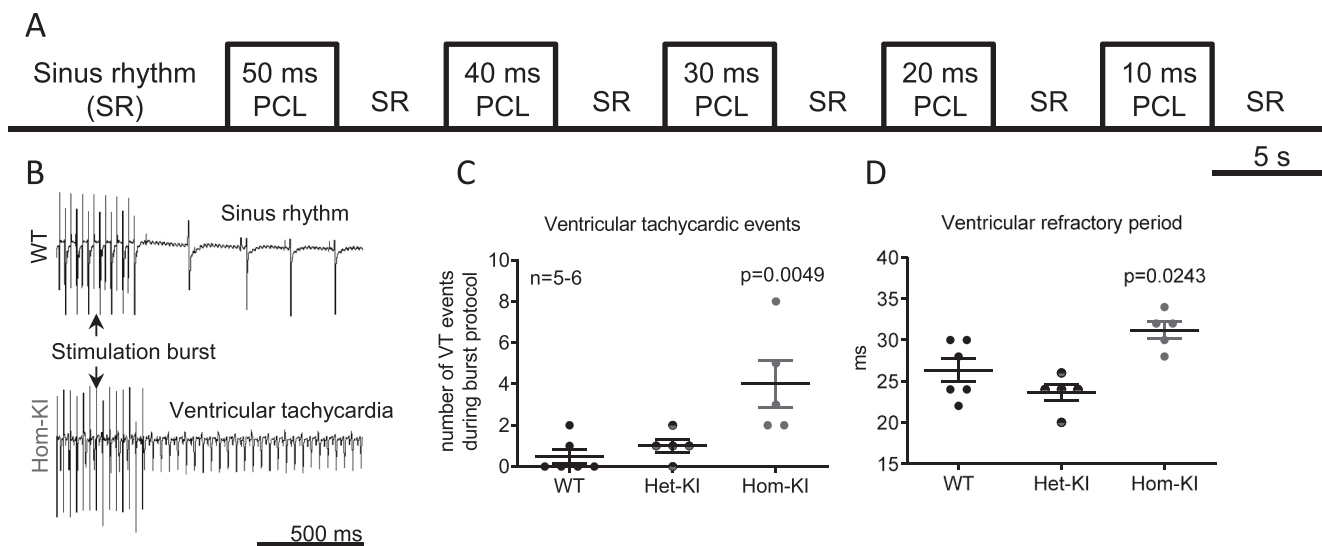 A
Sinus rhythm
(SR)
50 ms
PCL
SR
40 ms
PCL
SR
30 ms
PCL
SR
20 ms
PCL
SR
10 ms
PCL
SR
5 s
B
WT
Sinus rhythm
Stimulation burst
Hom-KI
Ventricular tachycardia
500 ms
C
Ventricular tachycardic events
number of VT events
during burst protocol
10
8
6
4
2
0
n=5-6
p=0.0049
WT
Het-KI
Hom-KI
D
Ventricular refractory period
ms
40
35
30
25
20
15
p=0.0243
WT
Het-KI
Hom-KI